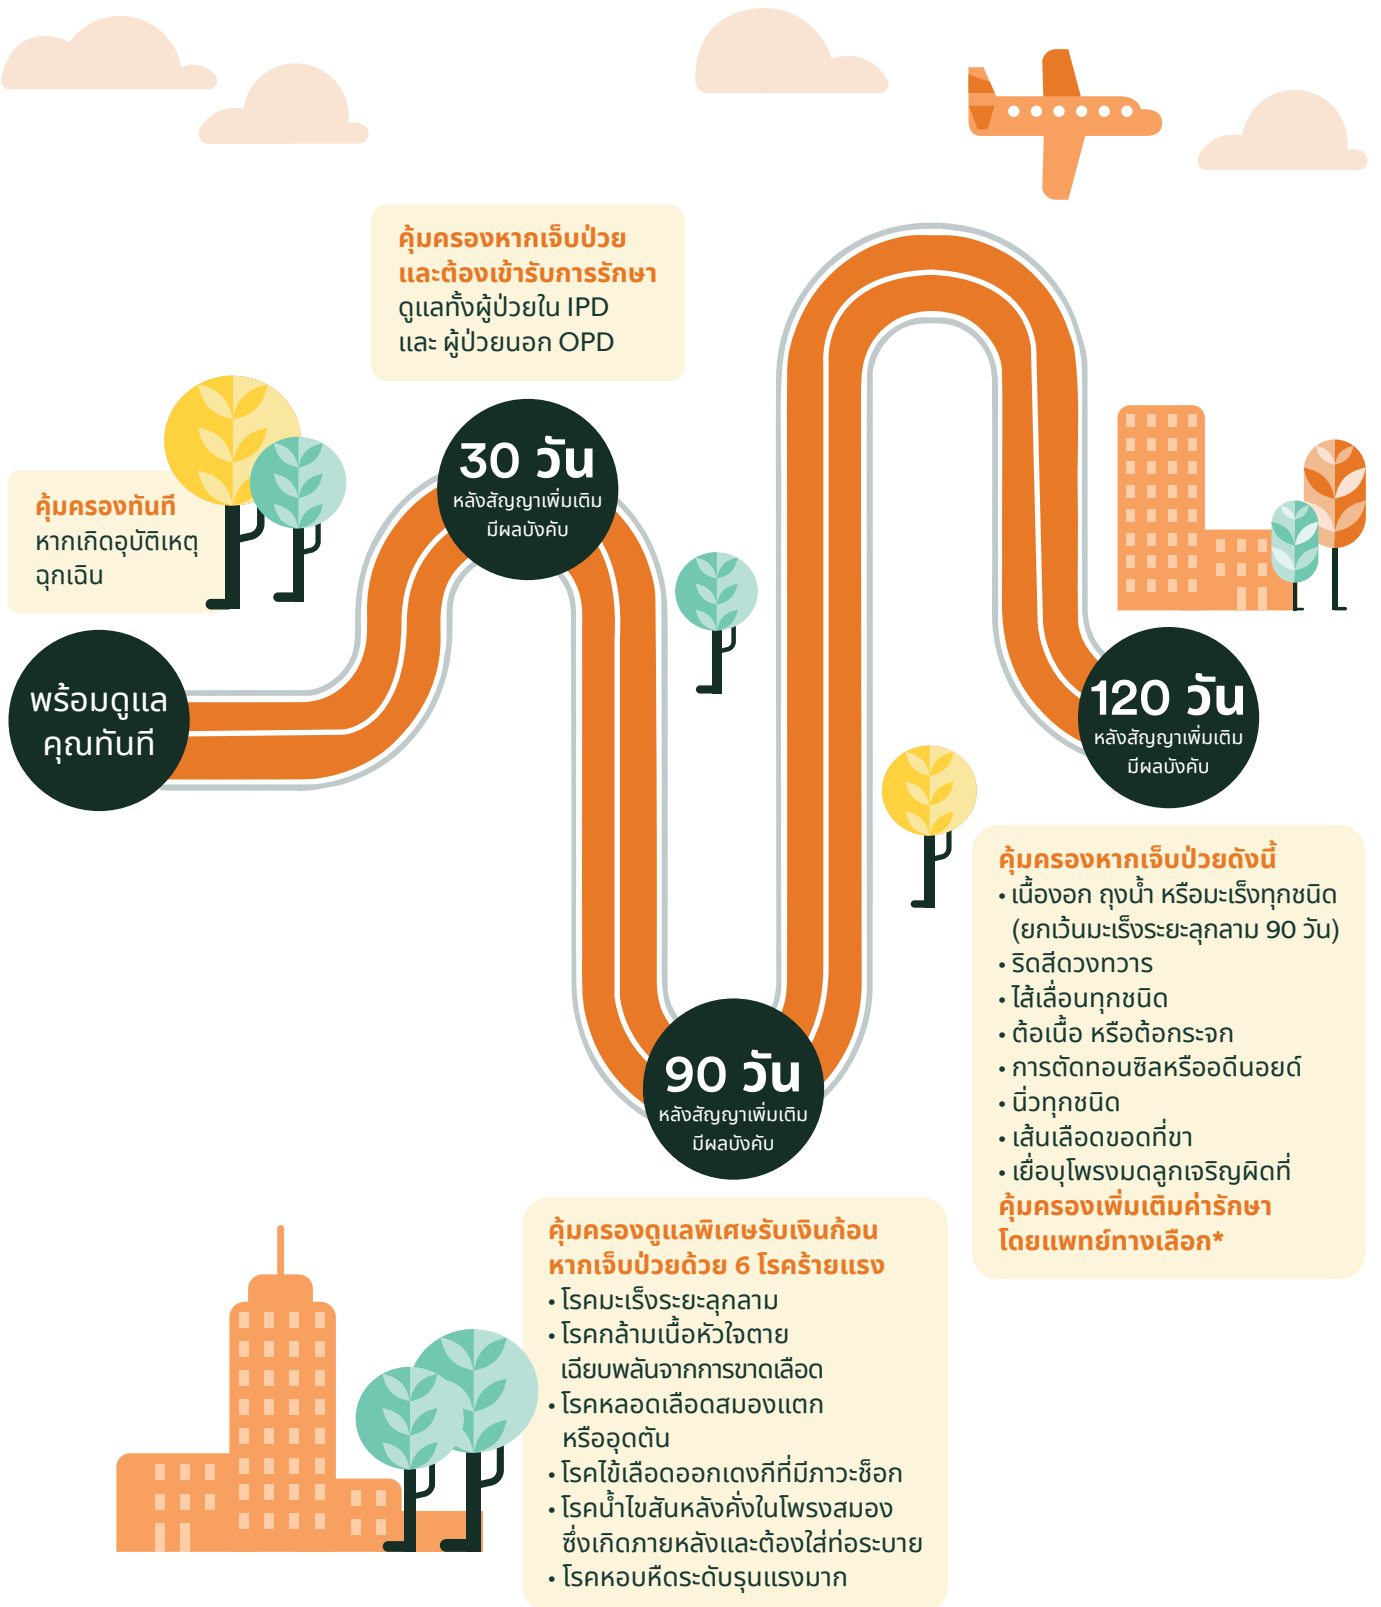 คุ้มครองหากเจ็บป่วย
และต้องเข้ารับการรักษา
ดูแลทั้งผู้ป่วยใน IPD
และ ผู้ป่วยนอก OPD
30 วัน
หลังสัญญาเพิ่มเติม
มีผลบังคับ
คุ้มครองทันที
หากเกิดอุบัติเหตุ
ฉุกเฉิน
พร้อมดูแล
คุณทันที
120 วัน
หลังสัญญาเพิ่มเติม
มีผลบังคับ
คุ้มครองหากเจ็บป่วยดังนี้
• เนื้องอก ถุงน้ำ หรือมะเร็งทุกชนิด
(ยกเว้นมะเร็งระยะลุกลาม 90 วัน)
• ริดสีดวงทวาร
• ไส้เลื่อนทุกชนิด
• ต้อเนื้อ หรือต้อกระจก
• การตัดทอนซิลหรืออดีนอยด์
• นิ่วทุกชนิด
• เส้นเลือดขอดที่ขา
• เยื่อบุโพรงมดลูกเจริญผิดที่
คุ้มครองเพิ่มเติมค่ารักษา
โดยแพทย์ทางเลือก*
90 วัน
หลังสัญญาเพิ่มเติม
มีผลบังคับ
คุ้มครองดูแลพิเศษรับเงินก้อน
หากเจ็บป่วยด้วย 6 โรคร้ายแรง
• โรคมะเร็งระยะลุกลาม
• โรคกล้ามเนื้อหัวใจตาย
เฉียบพลันจากการขาดเลือด
• โรคหลอดเลือดสมองแตก
หรืออุดตัน
• โรคไข้เลือดออกเดงกีที่มีภาวะช็อก
• โรคน้ำไขสันหลังคั่งในโพรงสมอง
ซึ่งเกิดภายหลังและต้องใส่ท่อระบาย
• โรคหอบหืดระดับรุนแรงมาก